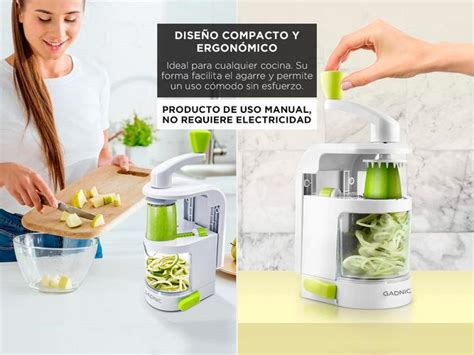 DISEÑO COMPACTO Y
ERGONÓMICO
Ideal para cualquier cocina. Su
forma facilita el agarre y permite
un uso cómodo sin esfuerzo.
PRODUCTO DE USO MANUAL,
NO REQUIERE ELECTRICIDAD
GADNIC